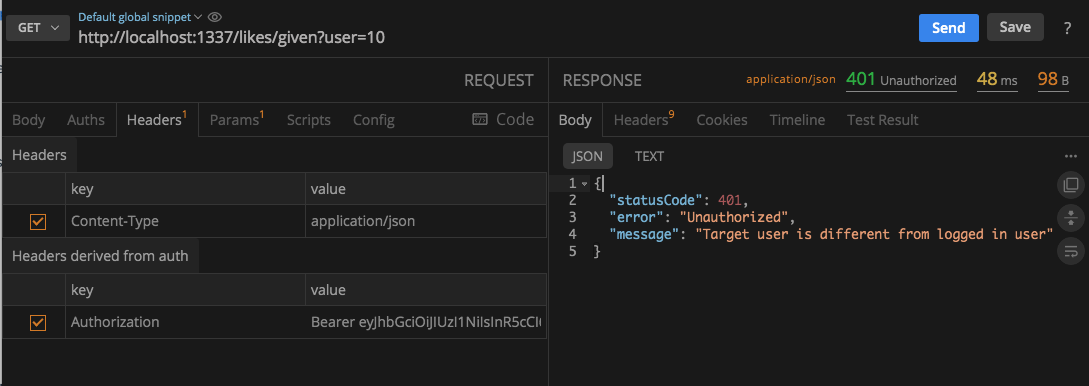 GET Default global snippet
http://localhost:1337/likes/given?user=10
Send Save ?
REQUEST
Body Auths Headers1 Params1 Scripts Config Code
Headers
key value
Content-Type application/json
Headers derived from auth
key value
Authorization Bearer eyJhbGciOiJIUzI1NiIsInR5cCI6
RESPONSE application/json 401 Unauthorized 48 ms 98 B
Body Headers9 Cookies Timeline Test Result
JSON TEXT
1 {
2 "statusCode": 401,
3 "error": "Unauthorized",
4 "message": "Target user is different from logged in user"
5 }